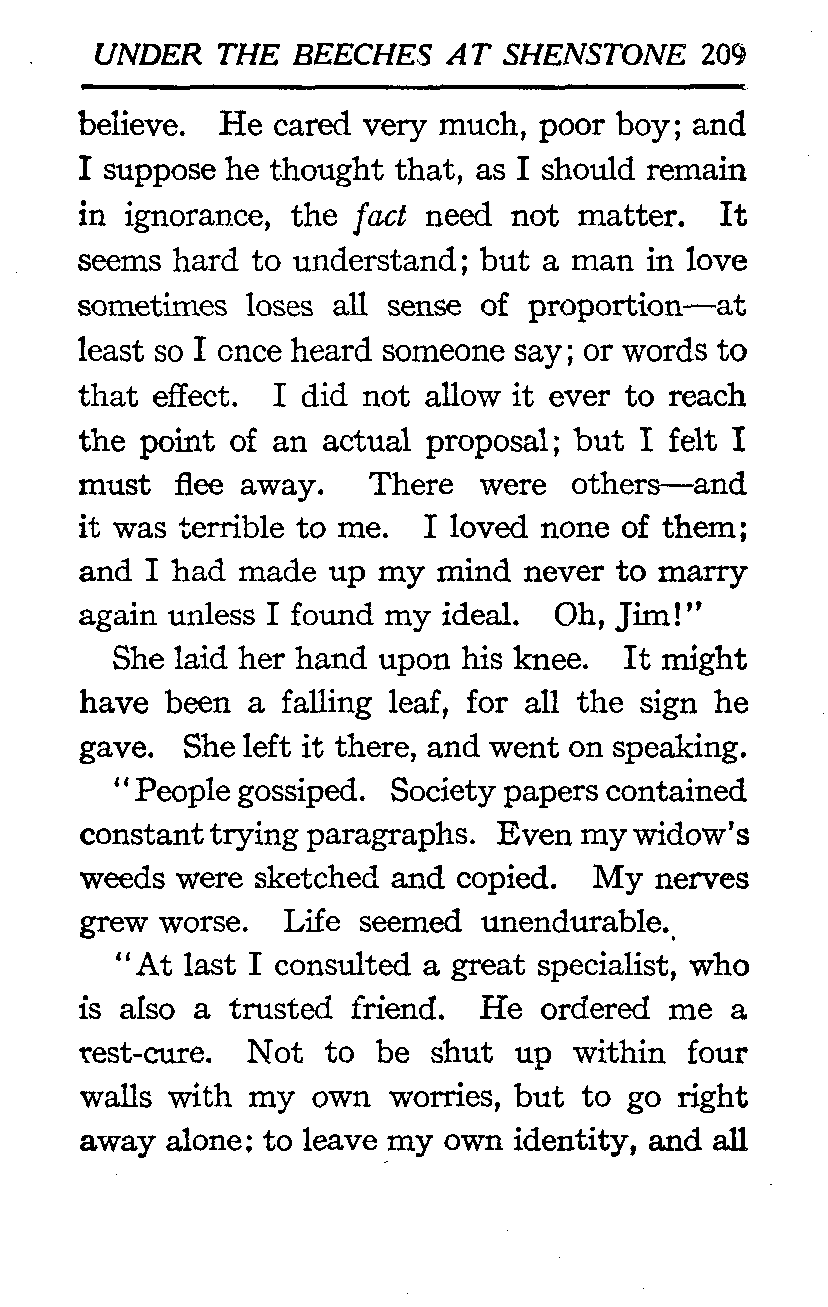 UNDER THE BEECHES AT SHENSTONE 209
believe. He cared very much, poor boy; and
I suppose he thought that, as I should remain
in ignorance, the fact need not matter. It
seems hard to understand; but a man in love
sometimes loses all sense of proportion—at
least so I once heard someone say; or words to
that effect. I did not allow it ever to reach
the point of an actual proposal; but I felt I
must flee away. There were others—and
it was terrible to me. I loved none of them;
and I had made up my mind never to marry
again unless I found my ideal. Oh, Jim!"
She laid her hand upon his knee. It might
have been a falling leaf, for all the sign he
gave. She left it there, and went on speaking.
"People gossiped. Society papers contained
constant trying paragraphs. Even my widow's
weeds were sketched and copied. My nerves
grew worse. Life seemed unendurable.
"At last I consulted a great specialist, who
is also a trusted friend. He ordered me a
rest-cure. Not to be shut up within four
walls with my own worries, but to go right
away alone; to leave my own identity, and all